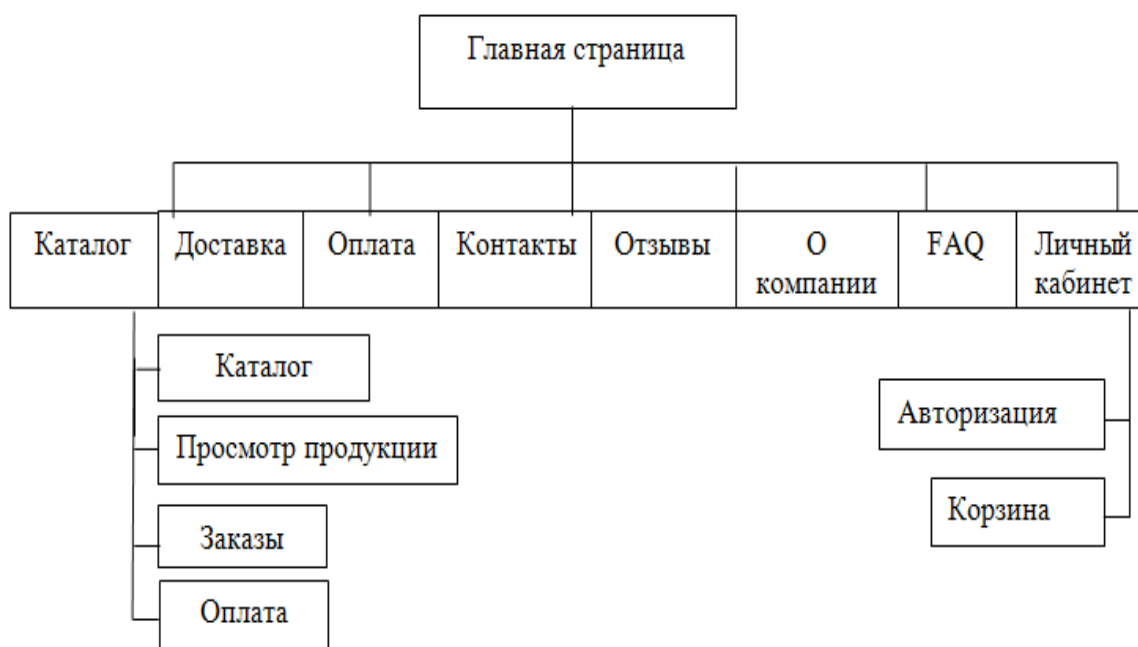 Главная страница
Каталог
Доставка
Оплата
Контакты
Отзывы
О
компании
FAQ
Личный
кабинет
Каталог
Просмотр продукции
Заказы
Оплата
Авторизация
Корзина